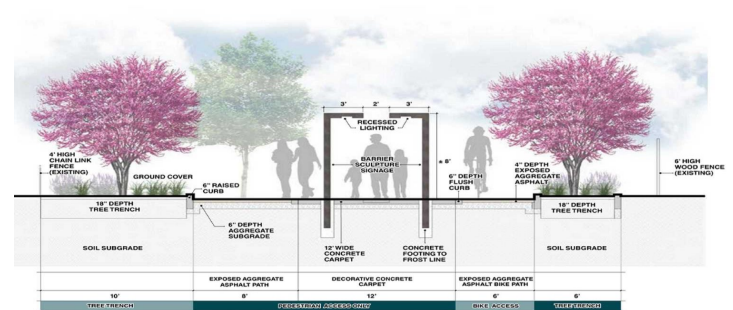 3' 2' 3'
RECESSED
LIGHTING
4' HIGH
CHAIN LINK
FENCE
(EXISTING)
GROUND COVER
6" RAISED
CURB
BARRIER
SCULPTURE
SIGNAGE
± 8'
6" DEPTH
FLUSH
CURB
4" DEPTH
EXPOSED
AGGREGATE
ASPHALT
6' HIGH
WOOD FENCE
(EXISTING)
18" DEPTH
TREE TRENCH
6" DEPTH
AGGREGATE
SUBGRADE
18" DEPTH
TREE TRENCH
SOIL SUBGRADE
12' WIDE
CONCRETE
CARPET
CONCRETE
FOOTING TO
FROST LINE
SOIL SUBGRADE
EXPOSED AGGREGATE
ASPHALT PATH
DECORATIVE CONCRETE
CARPET
EXPOSED AGGREGATE
ASPHALT BIKE PATH
10' 8' 12' 6' 6'
TREE TRENCH PEDESTRIAN ACCESS ONLY BIKE ACCESS TREE TRENCH